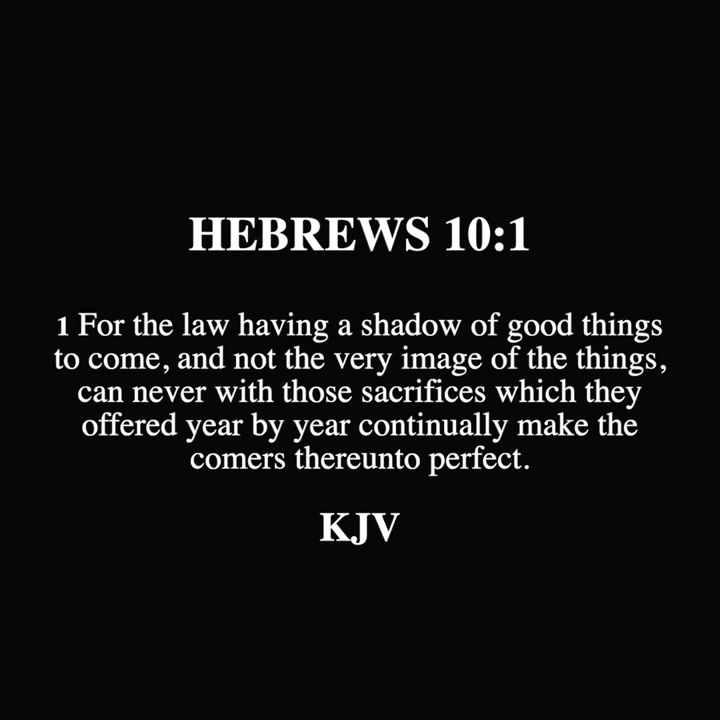 HEBREWS 10:1
1 For the law having a shadow of good things
to come, and not the very image of the things,
can never with those sacrifices which they
offered year by year continually make the
comers thereunto perfect.
KJV